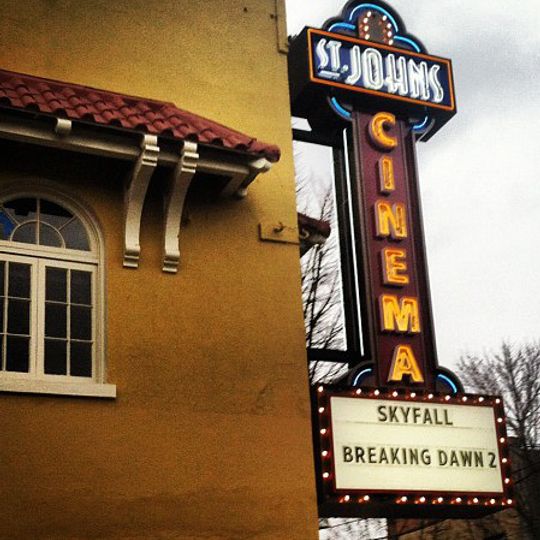 ST. JOHNS
CINEMA
SKYFALL
BREAKING DAWN 2